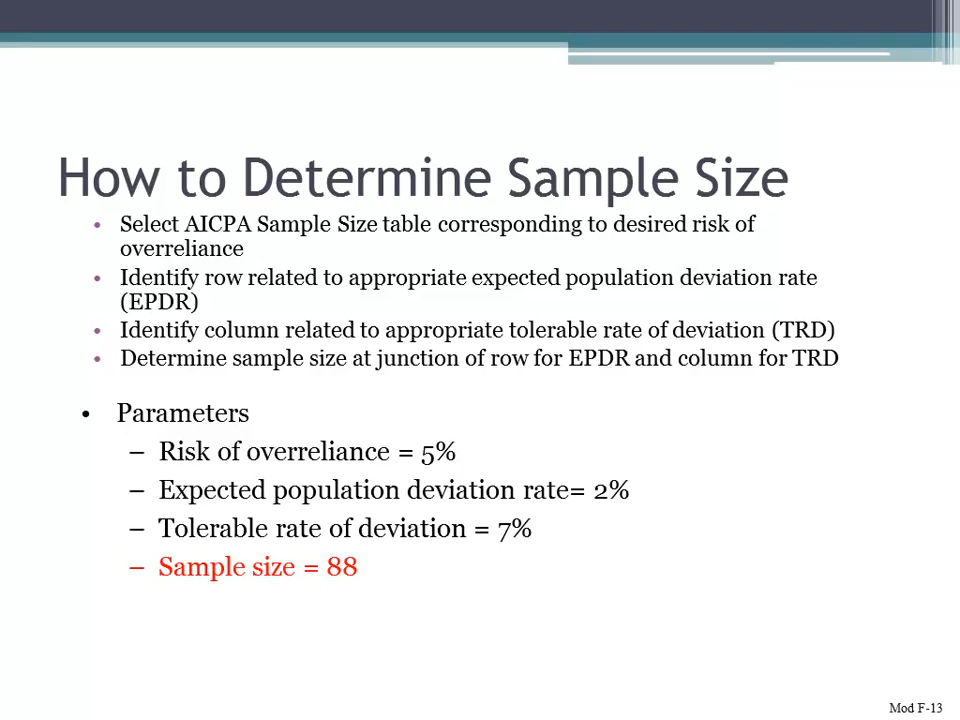 How to Determine Sample Size
• Select AICPA Sample Size table corresponding to desired risk of
overreliance
• Identify row related to appropriate expected population deviation rate
(EPDR)
• Identify column related to appropriate tolerable rate of deviation (TRD)
• Determine sample size at junction of row for EPDR and column for TRD
• Parameters
– Risk of overreliance = 5%
– Expected population deviation rate= 2%
– Tolerable rate of deviation = 7%
– Sample size = 88
Mod F-13